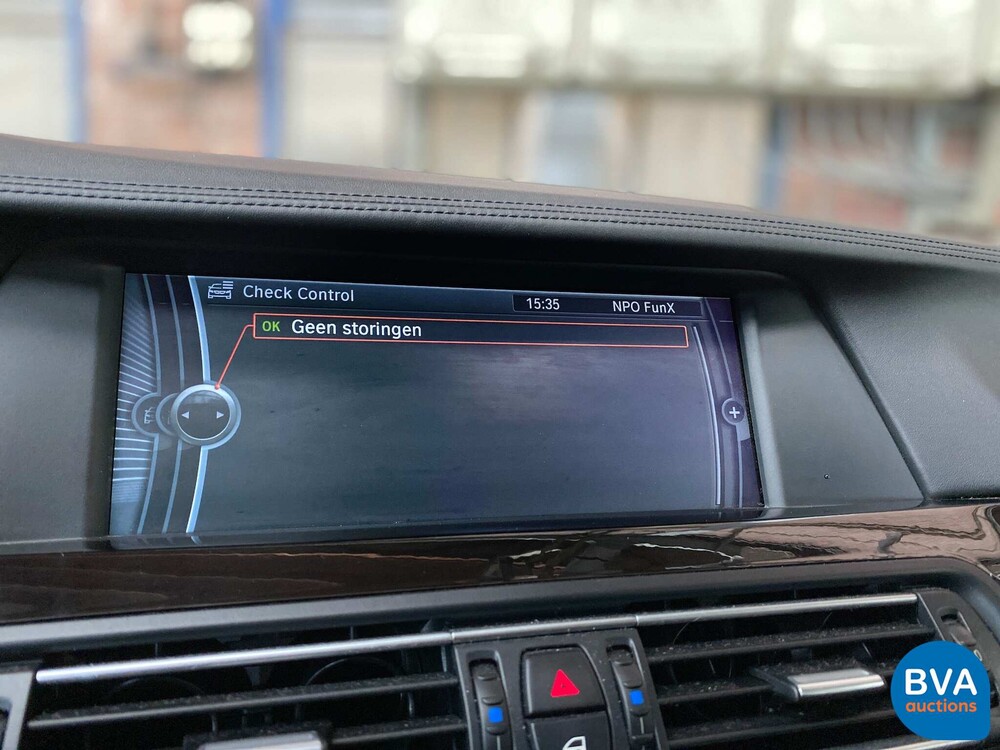 Check Control
15:35
NPO FunX
OK Geen storingen
BVA
auctions